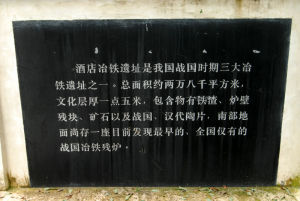 酒店冶铁遗址是我国战国时期三大冶
铁遗址之一。总面积约两万八千平方米，
文化层厚一点五米，包含物有铁渣、炉壁
残块、矿石以及战国、汉代陶片，南部地
面尚存一座目前发现最早的、全国仅有的
战国冶铁残炉。